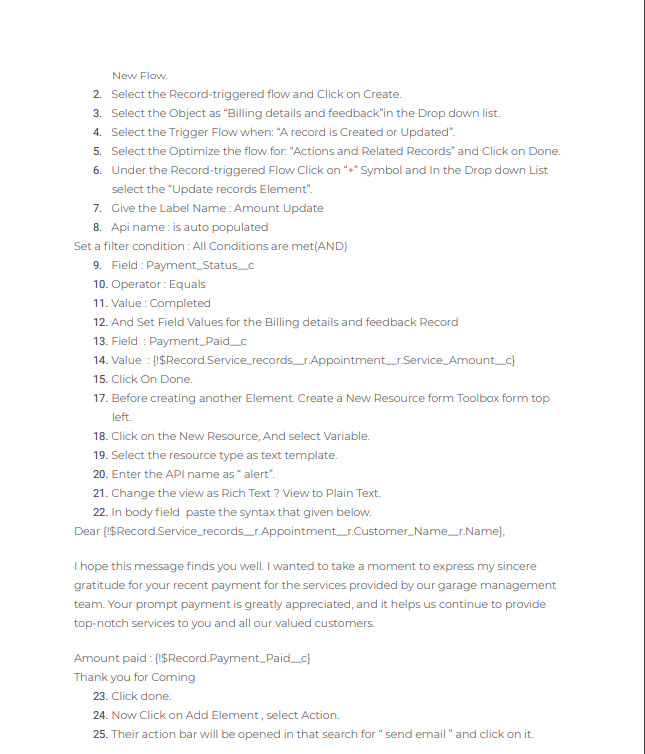 New Flow.
2. Select the Record-triggered flow and Click on Create.
3. Select the Object as “Billing details and feedback”in the Drop down list.
4. Select the Trigger Flow when: “A record is Created or Updated”.
5. Select the Optimize the flow for: “Actions and Related Records” and Click on Done.
6. Under the Record-triggered Flow Click on “+” Symbol and In the Drop down List
select the “Update records Element”.
7. Give the Label Name : Amount Update
8. Api name : is auto populated
Set a filter condition : All Conditions are met(AND)
9. Field : Payment_Status__c
10. Operator : Equals
11. Value : Completed
12. And Set Field Values for the Billing details and feedback Record
13. Field : Payment_Paid__c
14. Value : {!$Record.Service_records__r.Appointment__r.Service_Amount__c}
15. Click On Done.
17. Before creating another Element. Create a New Resource form Toolbox form top
left.
18. Click on the New Resource, And select Variable.
19. Select the resource type as text template.
20. Enter the API name as “ alert”.
21. Change the view as Rich Text ? View to Plain Text.
22. In body field paste the syntax that given below.
Dear {!$Record.Service_records__r.Appointment__r.Customer_Name__r.Name},
I hope this message finds you well. I wanted to take a moment to express my sincere
gratitude for your recent payment for the services provided by our garage management
team. Your prompt payment is greatly appreciated, and it helps us continue to provide
top-notch services to you and all our valued customers.
Amount paid : {!$Record.Payment_Paid__c}
Thank you for Coming
23. Click done.
24. Now Click on Add Element , select Action.
25. Their action bar will be opened in that search for “ send email ” and click on it.